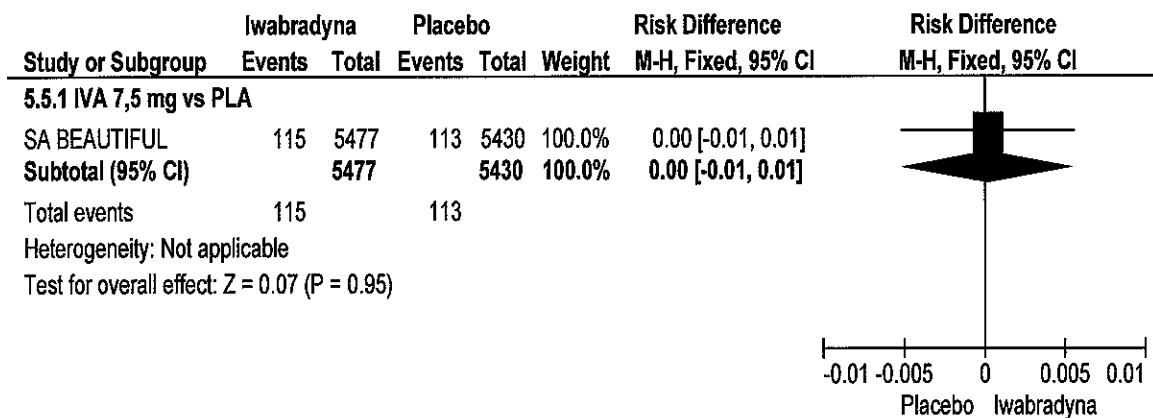 Iwabradyna Placebo Risk Difference Risk Difference
Study or Subgroup Events Total Events Total Weight M-H, Fixed, 95% CI M-H, Fixed, 95% CI
5.5.1 IVA 7,5 mg vs PLA
SA BEAUTIFUL 115 5477 113 5430 100.0% 0.00 [-0.01, 0.01]
Subtotal (95% CI) 5477 5430 100.0% 0.00 [-0.01, 0.01]
Total events 115 113
Heterogeneity: Not applicable
Test for overall effect: Z = 0.07 (P = 0.95)
-0.01 -0.005 0 0.005 0.01
Placebo Iwabradyna